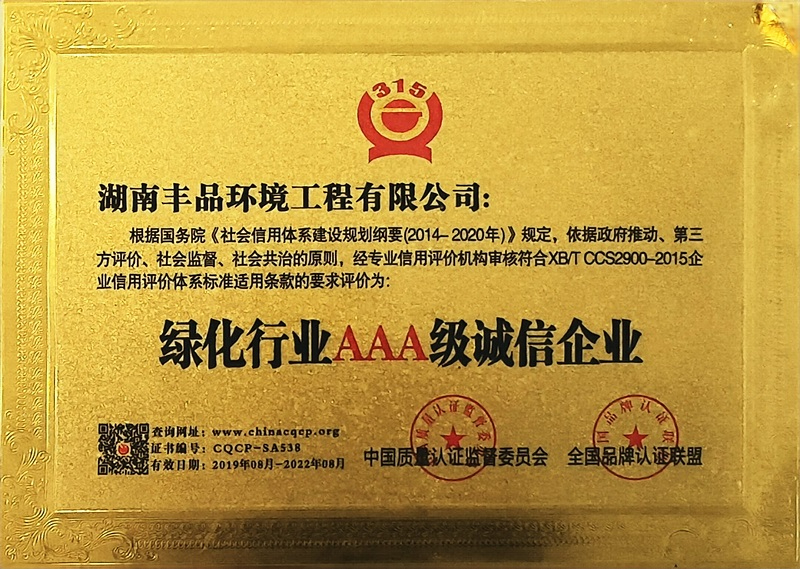 315
湖南丰品环境工程有限公司:
根据国务院《社会信用体系建设规划纲要(2014-2020年)》规定，依据政府推动、第三
方评价、社会监督、社会共治的原则，经专业信用评价机构审核符合XB/T CCS2900-2015企
业信用评价体系标准适用条款的要求评价为:
绿化行业AAA级诚信企业
查询网址: www.chinacqcp.org
证书编号: CQCP-SA538
有效日期: 2019年08月-2022年08月
中国质量认证监督委员会
全国品牌认证联盟